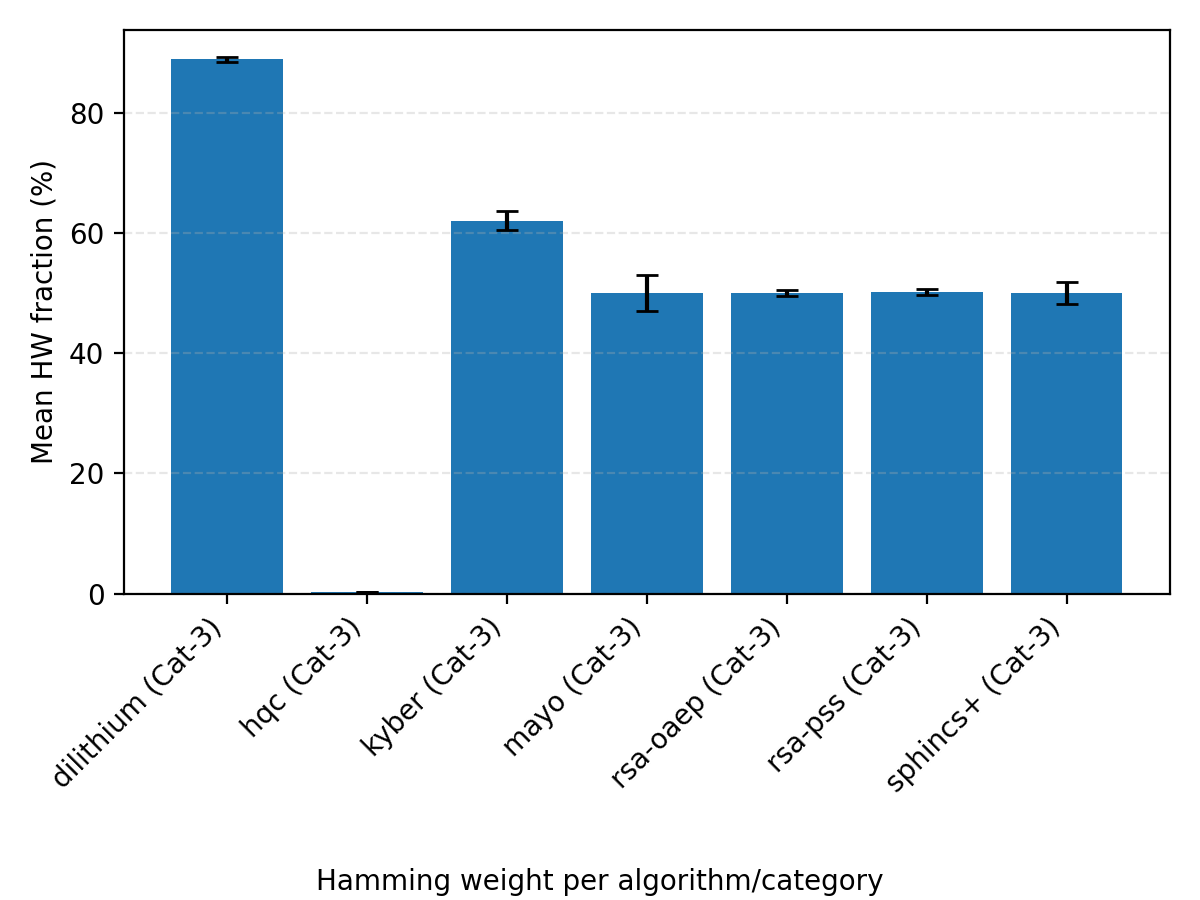 Mean HW fraction (%)
80
60
40
20
0
dilithium (Cat-3)
hqc (Cat-3)
kyber (Cat-3)
mayo (Cat-3)
rsa-oaep (Cat-3)
rsa-pss (Cat-3)
sphincs+ (Cat-3)
Hamming weight per algorithm/category